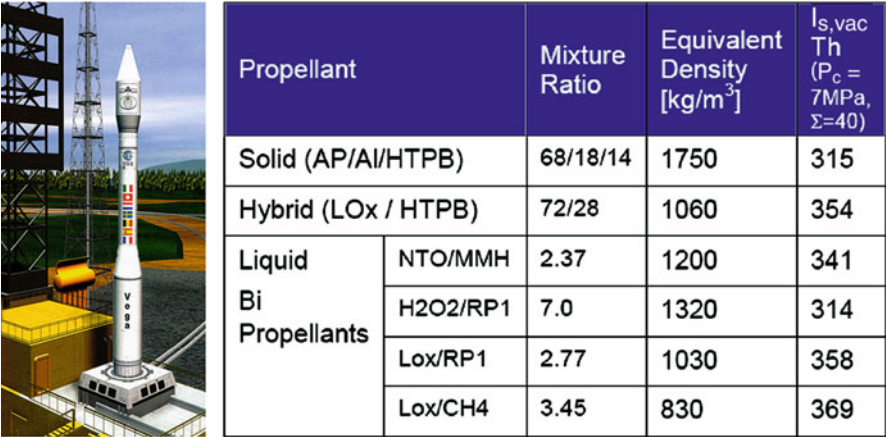 Propellant
Mixture
Ratio
Equivalent
Density
[kg/m³]
Is,vac
Th
(Pc =
7MPa,
Σ=40)
Solid (AP/Al/HTPB) 68/18/14 1750 315
Hybrid (LOx / HTPB) 72/28 1060 354
Liquid
Bi
Propellants
NTO/MMH 2.37 1200 341
H2O2/RP1 7.0 1320 314
Lox/RP1 2.77 1030 358
Lox/CH4 3.45 830 369
Vega